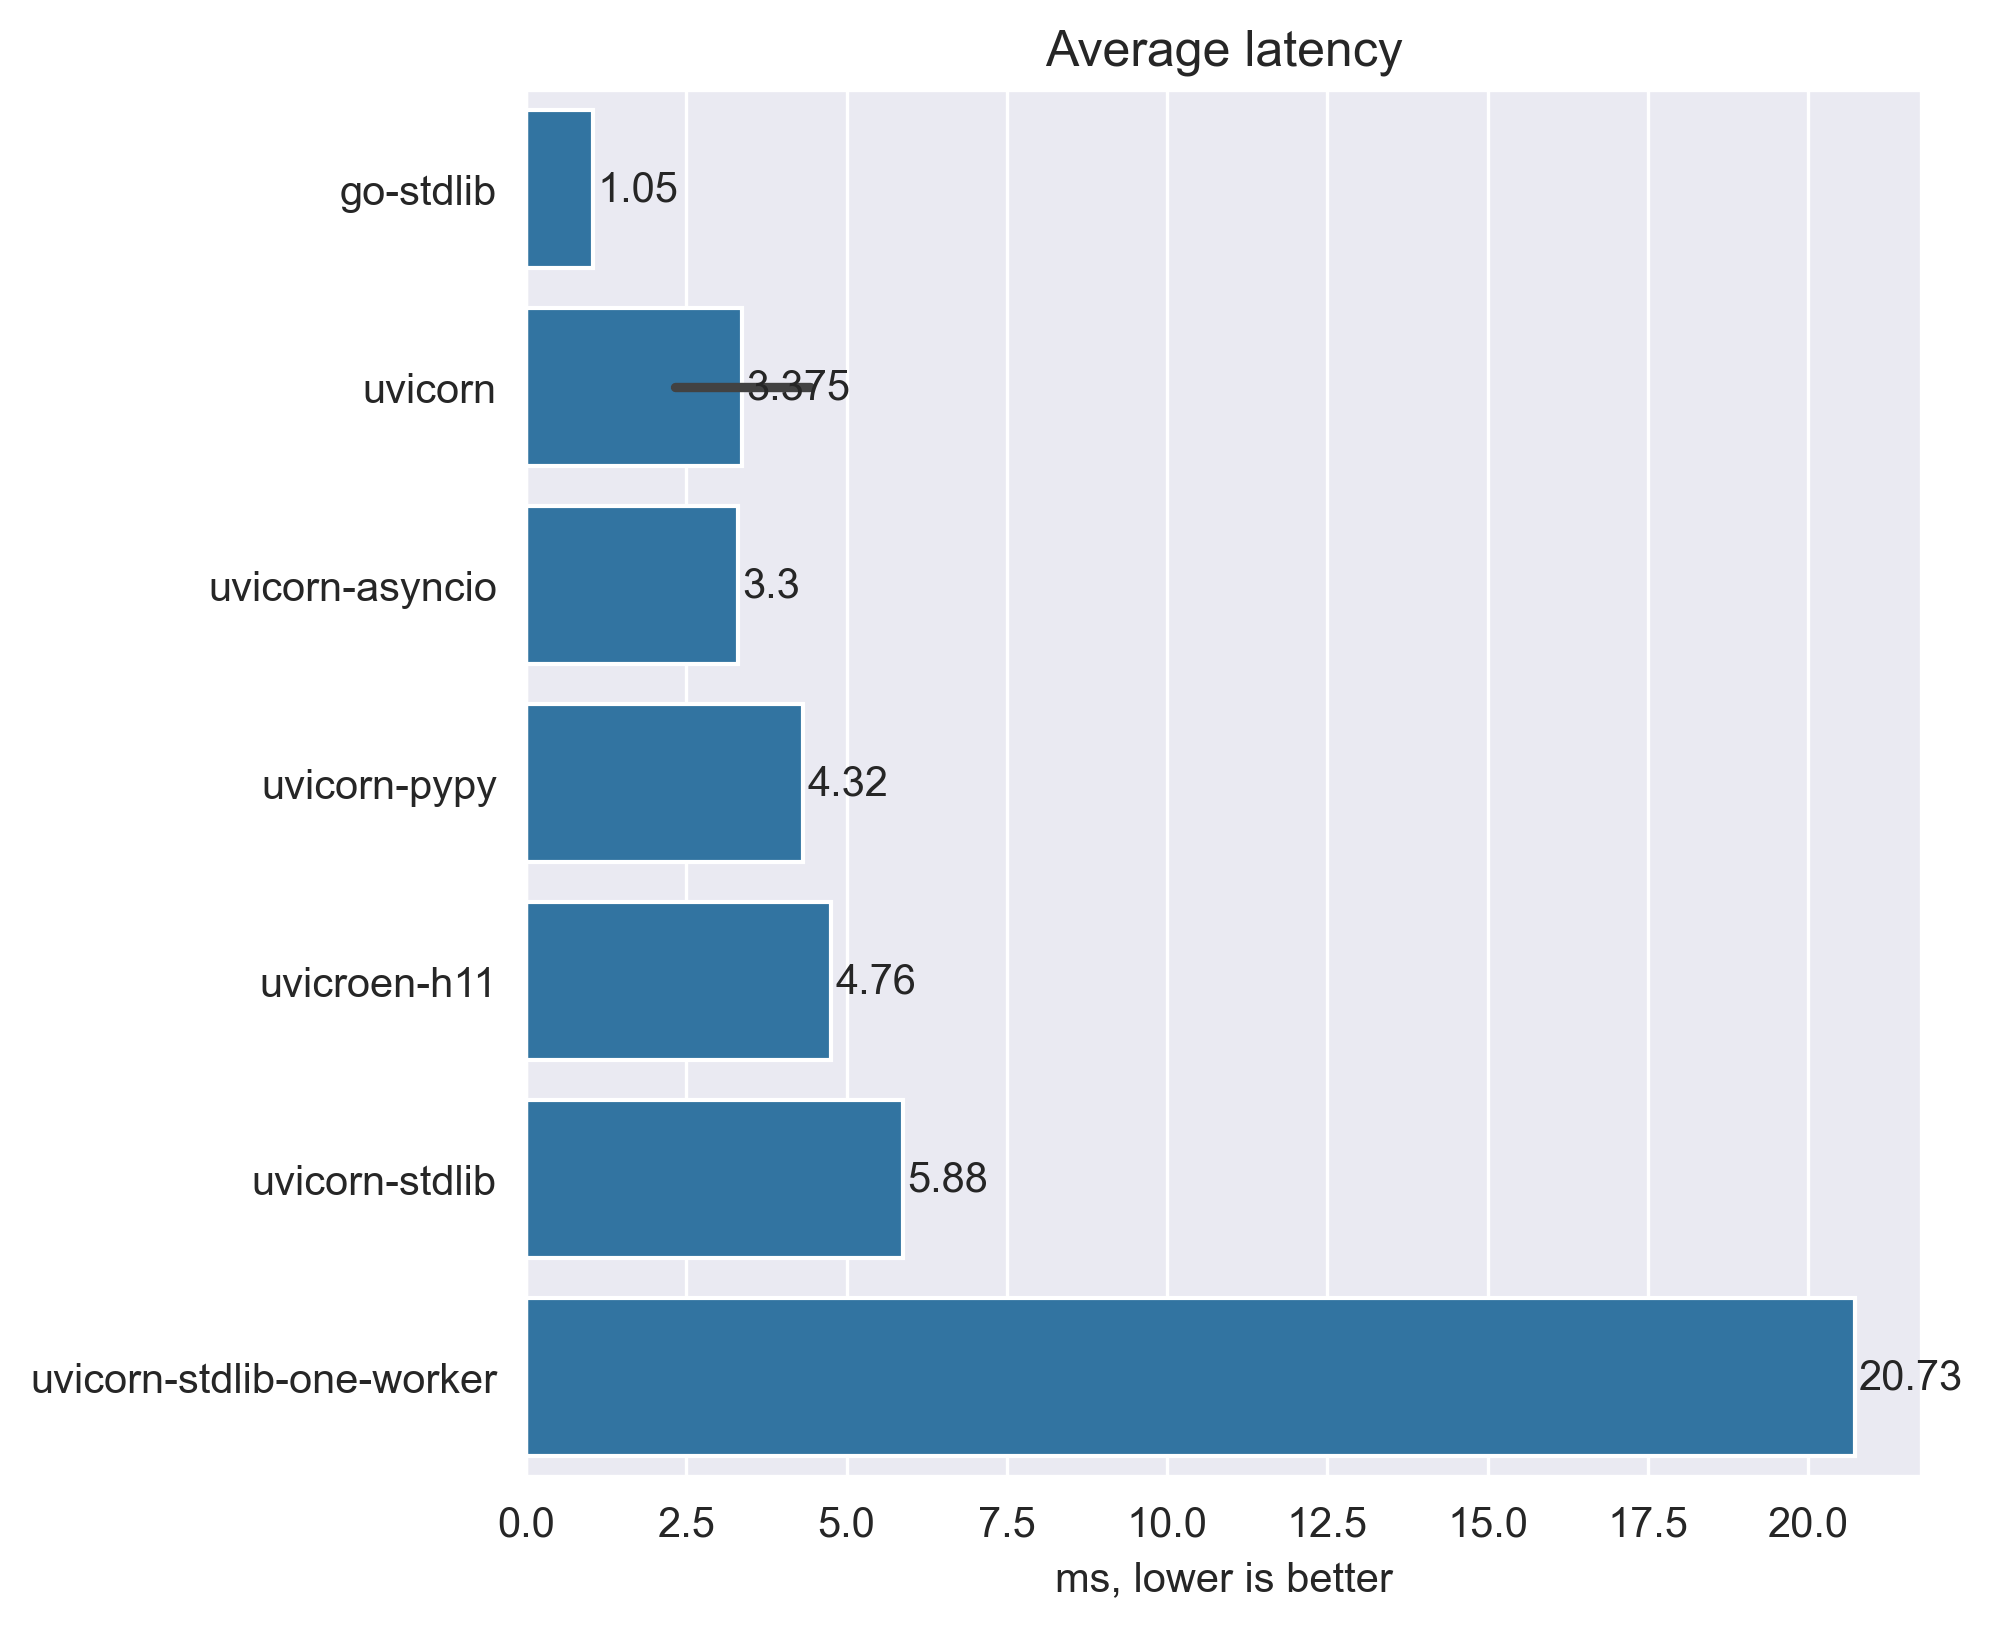 Average latency
go-stdlib 1.05
uvicorn 3.375
uvicorn-asyncio 3.3
uvicorn-pypy 4.32
uvicroen-h11 4.76
uvicorn-stdlib 5.88
uvicorn-stdlib-one-worker 20.73
0.0 2.5 5.0 7.5 10.0 12.5 15.0 17.5 20.0
ms, lower is better